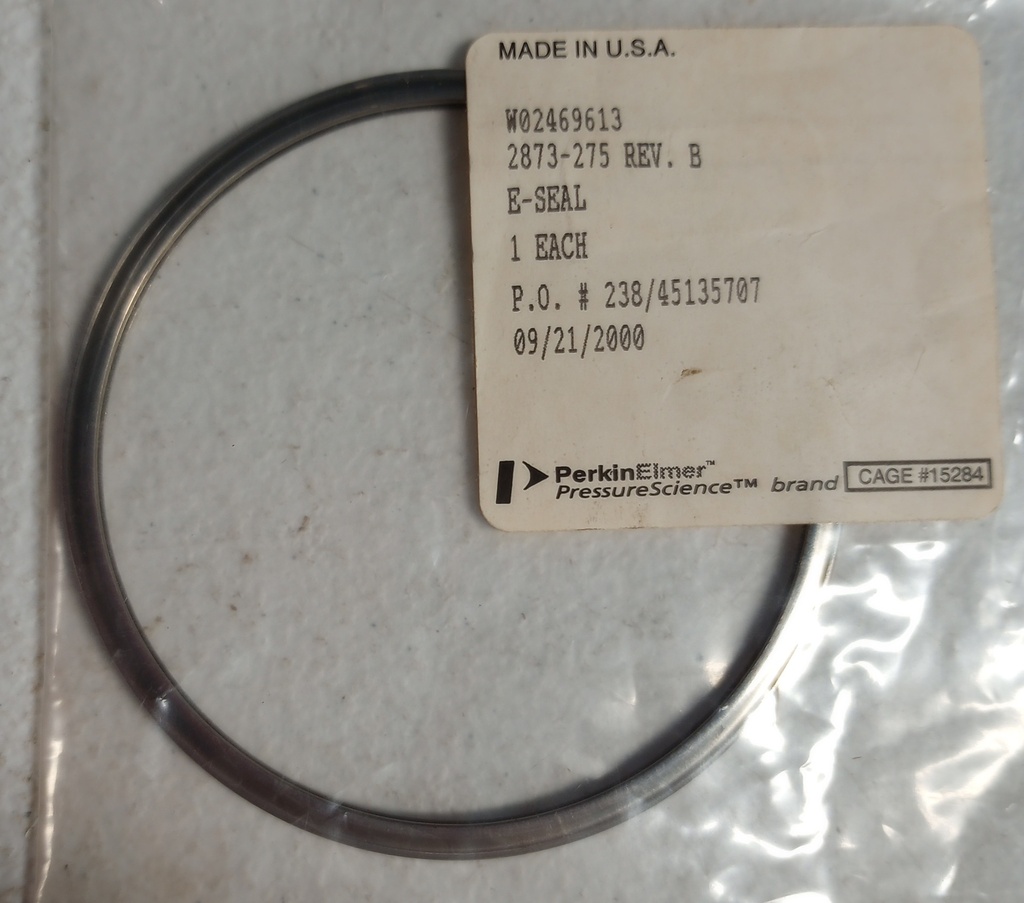 MADE IN U.S.A.
W02469613
2873-275 REV. B
E-SEAL
1 EACH
P.O. # 238/45135707
09/21/2000
PerkinElmer™
PressureScience™ brand CAGE #15284